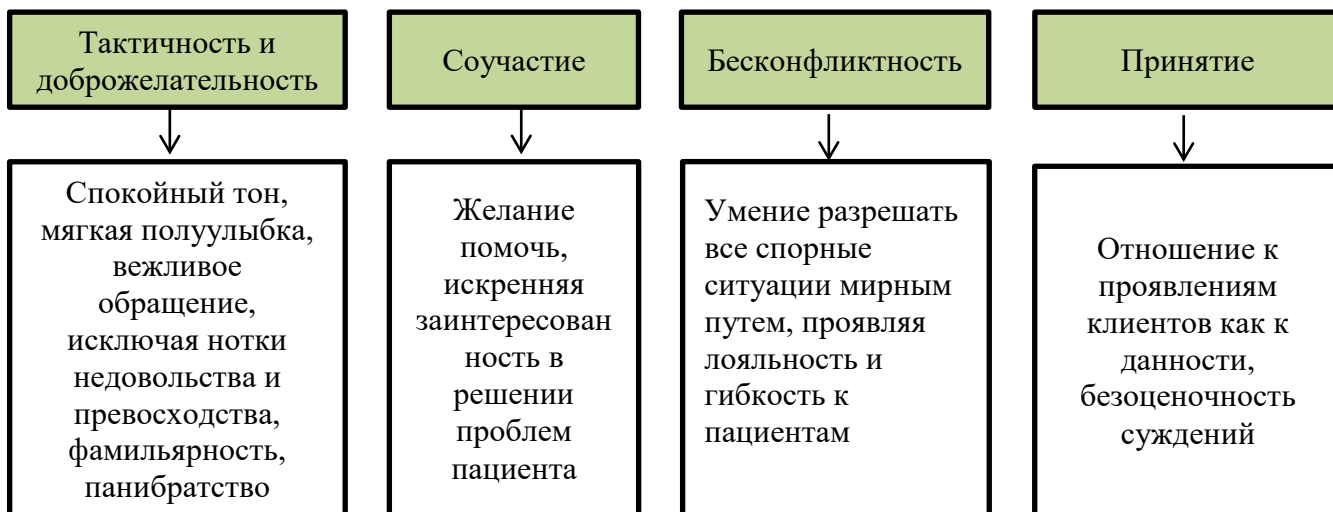 Тактичность и
доброжелательность
Соучастие
Бесконфликтность
Принятие
Спокойный тон,
мягкая полуулыбка,
вежливое
обращение,
исключая нотки
недовольства и
превосходства,
фамильярность,
панибратство
Желание
помочь,
искренняя
заинтересован
ность в
решении
проблем
пациента
Умение разрешать
все спорные
ситуации мирным
путем, проявляя
лояльность и
гибкость к
пациентам
Отношение к
проявлениям
клиентов как к
данности,
безоценочность
суждений